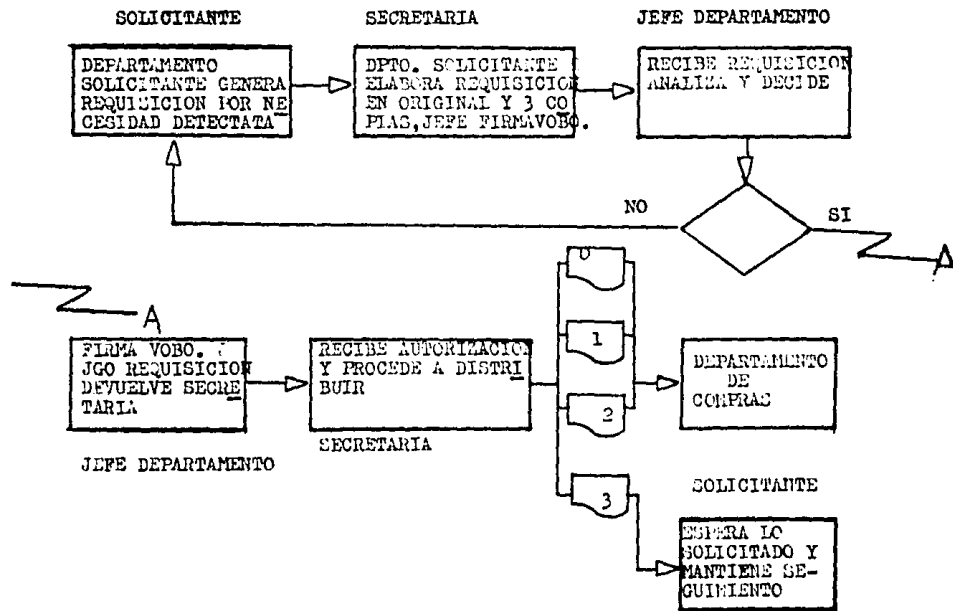 SOLICITANTE
SECRETARIA
JEFE DEPARTAMENTO
DEPARTAMENTO
SOLICITANTE GENERA
REQUISICION POR NE
CESIDAD DETECTATA
DPTO. SOLICITANTE
ELABORA REQUISICION
EN ORIGINAL Y 3 CO
PIAS, JEFE FIRMAVOBO.
RECIBE REQUISICION
ANALIZA Y DECIDE
NO
SI
A
A
FIRMA VOBO.
JGO REQUISICION
DEVUELVE SECRE
TARIA
JEFE DEPARTAMENTO
RECIBE AUTORIZACION
Y PROCEDE A DISTRI
BUIR
SECRETARIA
1
2
3
DEPARTAMENTO
DE
COMPRAS
SOLICITANTE
ESPERA LO
SOLICITADO Y
MANTIENE SE-
GUIMIENTO